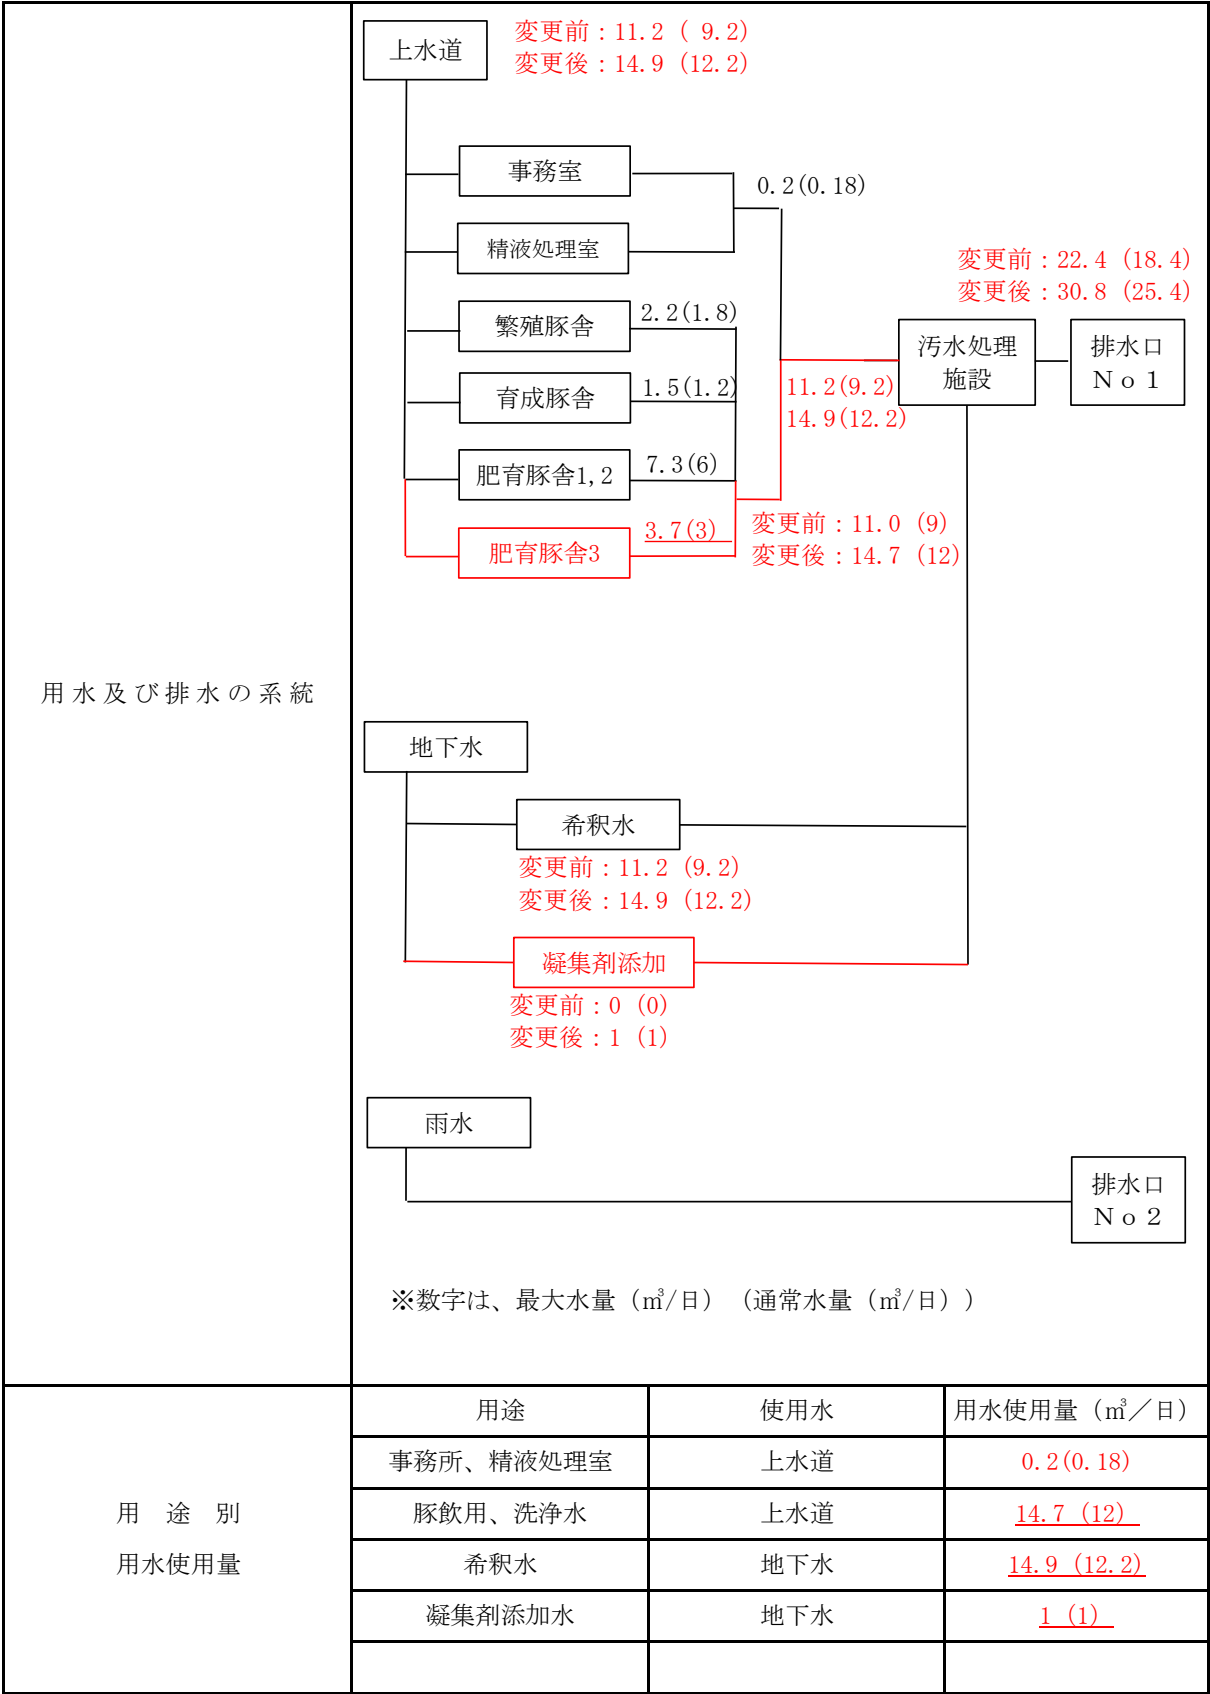 上水道
変更前：11.2 ( 9.2)
変更後：14.9 (12.2)
事務室
0.2(0.18)
精液処理室
変更前：22.4 (18.4)
変更後：30.8 (25.4)
繁殖豚舎
2.2(1.8)
汚水処理
施設
排水口
Ｎｏ１
育成豚舎
1.5(1.2)
11.2(9.2)
14.9(12.2)
肥育豚舎1,2
7.3(6)
肥育豚舎3
3.7(3)
変更前：11.0 (9)
変更後：14.7 (12)
用水及び排水の系統
地下水
希釈水
変更前：11.2 (9.2)
変更後：14.9 (12.2)
凝集剤添加
変更前：0 (0)
変更後：1 (1)
雨水
排水口
Ｎｏ２
※数字は、最大水量（㎥/日）（通常水量（㎥/日））
用途 使用水 用水使用量（㎥／日）
事務所、精液処理室 上水道 0.2(0.18)
用　途　別
用水使用量
豚飲用、洗浄水 上水道 14.7 (12)
希釈水 地下水 14.9 (12.2)
凝集剤添加水 地下水 1 (1)